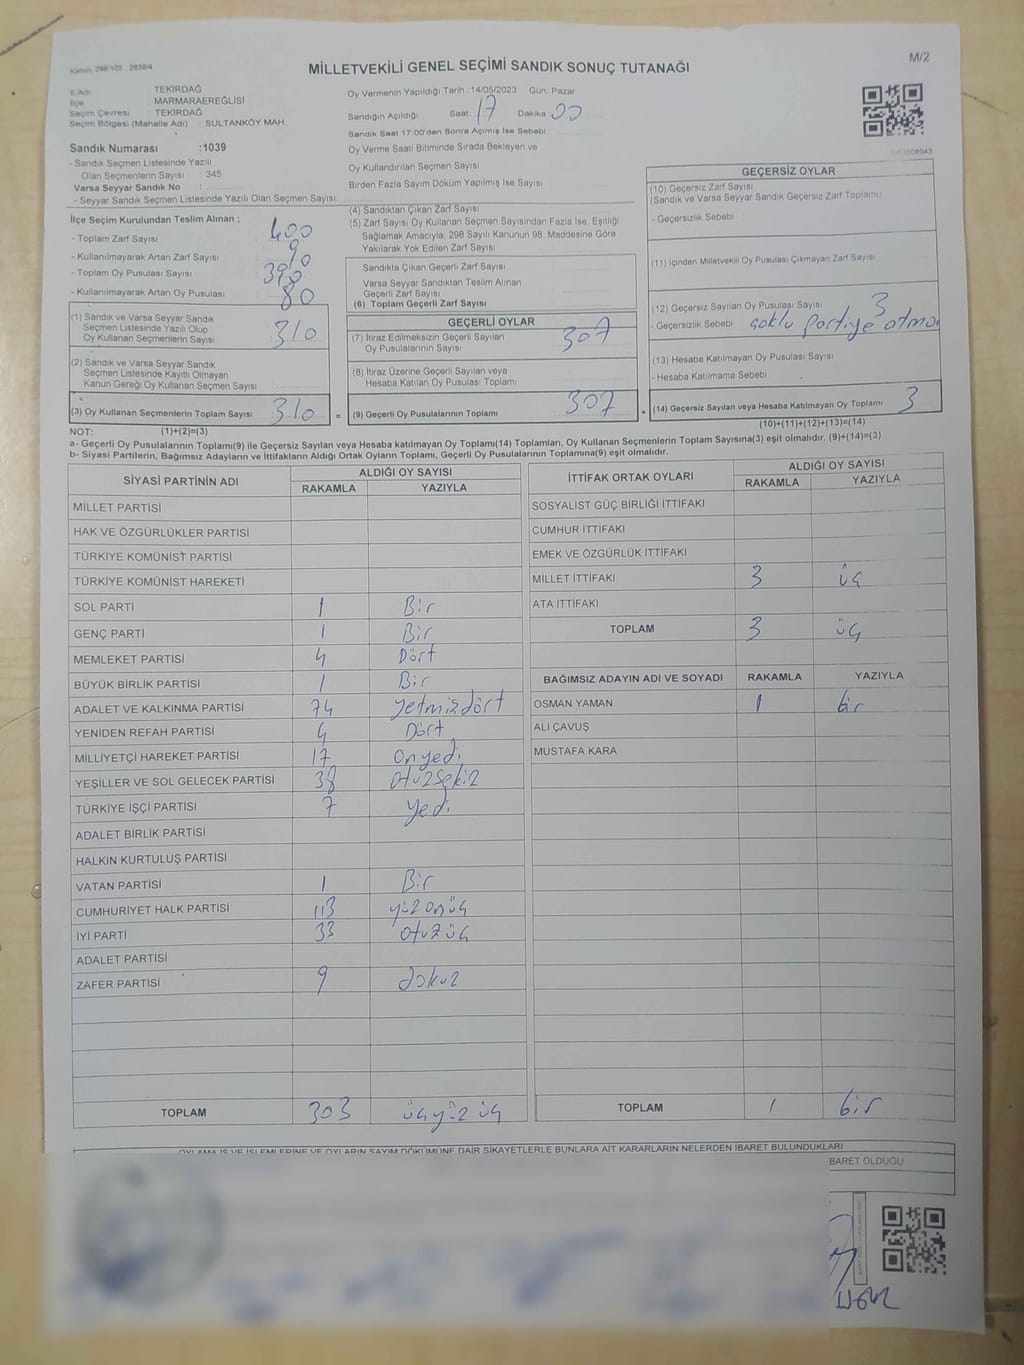 Kanun: 298/105 , 2839/4
M/2
MİLLETVEKİLİ GENEL SEÇİMİ SANDIK SONUÇ TUTANAĞI
İl Adı : TEKİRDAĞ
İlçe : MARMARAEREĞLİSİ
Seçim Çevresi : TEKİRDAĞ
Seçim Bölgesi (Mahalle Adı) : SULTANKÖY MAH.
Oy Vermenin Yapıldığı Tarih : 14/05/2023 Gün: Pazar
Sandığın Açıldığı Saat: 17 Dakika: 00
Sandık Saat 17:00'den Sonra Açılmış İse Sebebi
Oy Verme Saati Bitiminde Sırada Bekleyen ve
Oy Kullandırılan Seçmen Sayısı
Birden Fazla Sayım Döküm Yapılmış İse Sayısı
Sandık Numarası :1039
- Sandık Seçmen Listesinde Yazılı
Olan Seçmenlerin Sayısı : 345
Varsa Seyyar Sandık No :
- Seyyar Sandık Seçmen Listesinde Yazılı Olan Seçmen Sayısı:
İlçe Seçim Kurulundan Teslim Alınan ;
- Toplam Zarf Sayısı 400
- Kullanılmayarak Artan Zarf Sayısı 90
- Toplam Oy Pusulası Sayısı 390
- Kullanılmayarak Artan Oy Pusulası 80
(1) Sandık ve Varsa Seyyar Sandık
Seçmen Listesinde Yazılı Olup
Oy Kullanan Seçmenlerin Sayısı 310
(2) Sandık ve Varsa Seyyar Sandık
Seçmen Listesinde Kayıtlı Olmayan
Kanun Gereği Oy Kullanan Seçmen Sayısı
(3) Oy Kullanan Seçmenlerin Toplam Sayısı 310 =
(4) Sandıktan Çıkan Zarf Sayısı
(5) Zarf Sayısı Oy Kullanan Seçmen Sayısından Fazla İse, Eşitliği
Sağlamak Amacıyla, 298 Sayılı Kanunun 98. Maddesine Göre
Yakılarak Yok Edilen Zarf Sayısı
Sandıkta Çıkan Geçerli Zarf Sayısı
Varsa Seyyar Sandıktan Teslim Alınan
Geçerli Zarf Sayısı
(6) Toplam Geçerli Zarf Sayısı
GEÇERLİ OYLAR
(7) İtiraz Edilmeksizin Geçerli Sayılan
Oy Pusulalarının Sayısı 307
(8) İtiraz Üzerine Geçerli Sayılan veya
Hesaba Katılan Oy Pusulası Toplamı
(9) Geçerli Oy Pusulalarının Toplamı 307
GEÇERSİZ OYLAR
(10) Geçersiz Zarf Sayısı
(Sandık ve Varsa Seyyar Sandık Geçersiz Zarf Toplamı)
- Geçersizlik Sebebi
(11) İçinden Milletvekili Oy Pusulası Çıkmayan Zarf Sayısı
(12) Geçersiz Sayılan Oy Pusulası Sayısı 3
- Geçersizlik Sebebi çoklu partiye atma
(13) Hesaba Katılmayan Oy Pusulası Sayısı
- Hesaba Katılmama Sebebi
(14) Geçersiz Sayılan veya Hesaba Katılmayan Oy Toplamı 3
NOT: (1)+(2)=(3)
(10)+(11)+(12)+(13)=(14)
a- Geçerli Oy Pusulalarının Toplamı(9) ile Geçersiz Sayılan veya Hesaba katılmayan Oy Toplamı(14) Toplamları, Oy Kullanan Seçmenlerin Toplam Sayısına(3) eşit olmalıdır. (9)+(14)=(3)
b- Siyasi Partilerin, Bağımsız Adayların ve İttifakların Aldığı Ortak Oyların Toplamı, Geçerli Oy Pusulalarının Toplamına(9) eşit olmalıdır.
SİYASİ PARTİNİN ADI ALDIĞI OY SAYISI
RAKAMLA YAZIYLA
MİLLET PARTİSİ
HAK VE ÖZGÜRLÜKLER PARTİSİ
TÜRKİYE KOMÜNİST PARTİSİ
TÜRKİYE KOMÜNİST HAREKETİ
SOL PARTİ 1 Bir
GENÇ PARTİ 1 Bir
MEMLEKET PARTİSİ 4 Dört
BÜYÜK BİRLİK PARTİSİ 1 Bir
ADALET VE KALKINMA PARTİSİ 74 yetmişdört
YENİDEN REFAH PARTİSİ 4 Dört
MİLLİYETÇİ HAREKET PARTİSİ 17 onyedi
YEŞİLLER VE SOL GELECEK PARTİSİ 38 otuzsekiz
TÜRKİYE İŞÇİ PARTİSİ 7 yedi
ADALET BİRLİK PARTİSİ
HALKIN KURTULUŞ PARTİSİ
VATAN PARTİSİ 1 Bir
CUMHURİYET HALK PARTİSİ 113 yüz onüç
İYİ PARTİ 33 otuz üç
ADALET PARTİSİ
ZAFER PARTİSİ 9 dokuz
TOPLAM 303 üçyüz üç
İTTİFAK ORTAK OYLARI ALDIĞI OY SAYISI
RAKAMLA YAZIYLA
SOSYALİST GÜÇ BİRLİĞİ İTTİFAKI
CUMHUR İTTİFAKI
EMEK VE ÖZGÜRLÜK İTTİFAKI
MİLLET İTTİFAKI 3 üç
ATA İTTİFAKI
TOPLAM 3 üç
BAĞIMSIZ ADAYIN ADI VE SOYADI RAKAMLA YAZIYLA
OSMAN YAMAN 1 bir
ALİ ÇAVUŞ
MUSTAFA KARA
TOPLAM 1 bir
OYLAMA İŞ VE İŞLEMLERİNE VE OYLARIN SAYIM DÖKÜMÜNE DAİR ŞİKAYETLERLE BUNLARA AİT KARARLARIN NELERDEN İBARET BULUNDUKLARI
BARET OLDUĞU